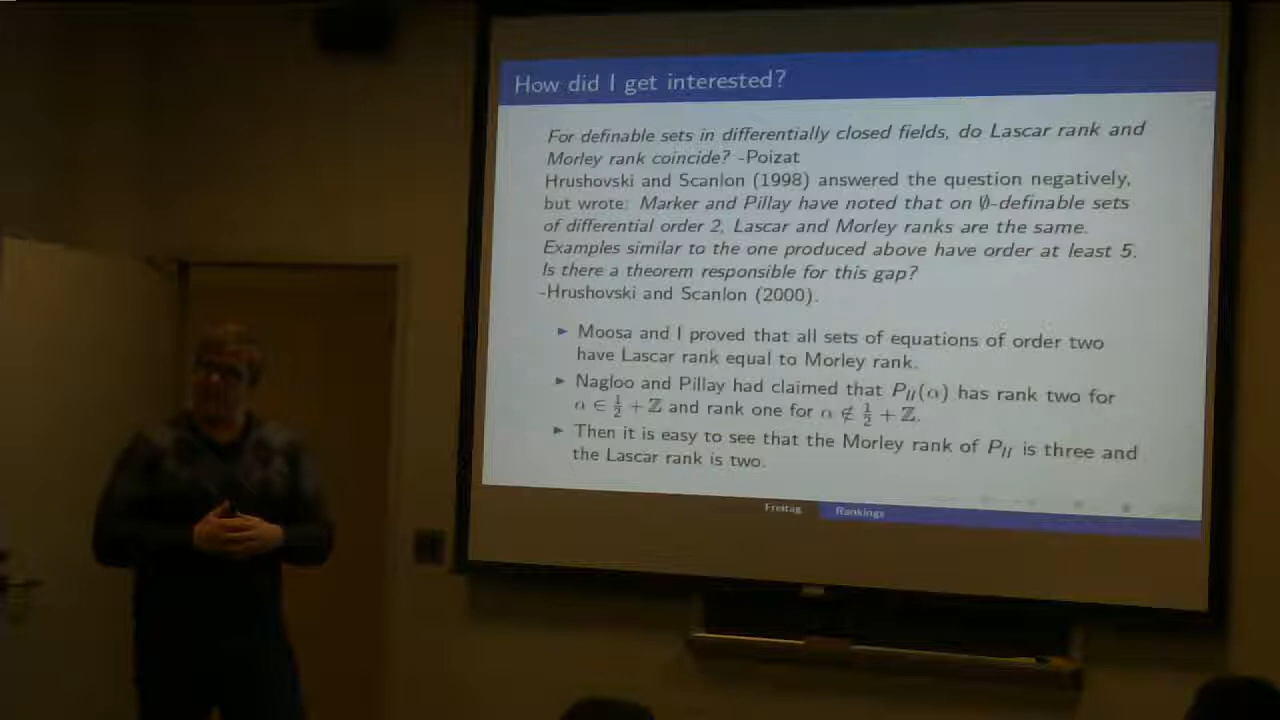 How did I get interested?
For definable sets in differentially closed fields, do Lascar rank and
Morley rank coincide? -Poizat
Hrushovski and Scanlon (1998) answered the question negatively,
but wrote: Marker and Pillay have noted that on ∅-definable sets
of differential order 2, Lascar and Morley ranks are the same.
Examples similar to the one produced above have order at least 5.
Is there a theorem responsible for this gap?
-Hrushovski and Scanlon (2000).
▶ Moosa and I proved that all sets of equations of order two
have Lascar rank equal to Morley rank.
▶ Nagloo and Pillay had claimed that P_II(α) has rank two for
α ∈ 1/2 + ℤ and rank one for α ∉ 1/2 + ℤ.
▶ Then it is easy to see that the Morley rank of P_II is three and
the Lascar rank is two.
Freitag Rankings